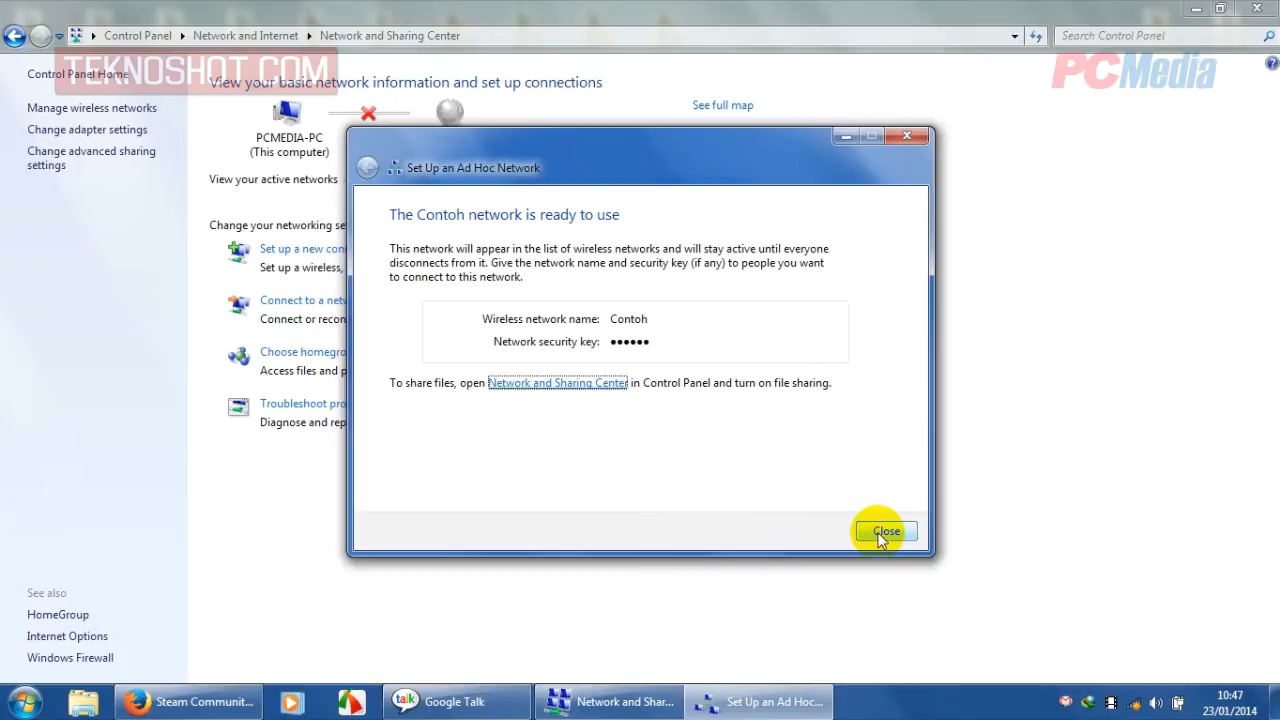 Control Panel Network and Internet Network and Sharing Center
Search Control Panel
TEKNOSHOT.COM
PCMedia
Control Panel Home
Manage wireless networks
Change adapter settings
Change advanced sharing
settings
See also
HomeGroup
Internet Options
Windows Firewall
View your basic network information and set up connections
See full map
PCMEDIA-PC
(This computer)
View your active networks
Change your networking se
Set up a new con
Set up a wireless,
Connect to a netw
Connect or recon
Choose homegro
Access files and p
Troubleshoot pro
Diagnose and rep
Set Up an Ad Hoc Network
The Contoh network is ready to use
This network will appear in the list of wireless networks and will stay active until everyone
disconnects from it. Give the network name and security key (if any) to people you want
to connect to this network.
Wireless network name: Contoh
Network security key: ●●●●●●
To share files, open Network and Sharing Center in Control Panel and turn on file sharing.
Close
Steam Communit...
talk
Google Talk
Network and Shar...
Set Up an Ad Hoc...
10:47
23/01/2014